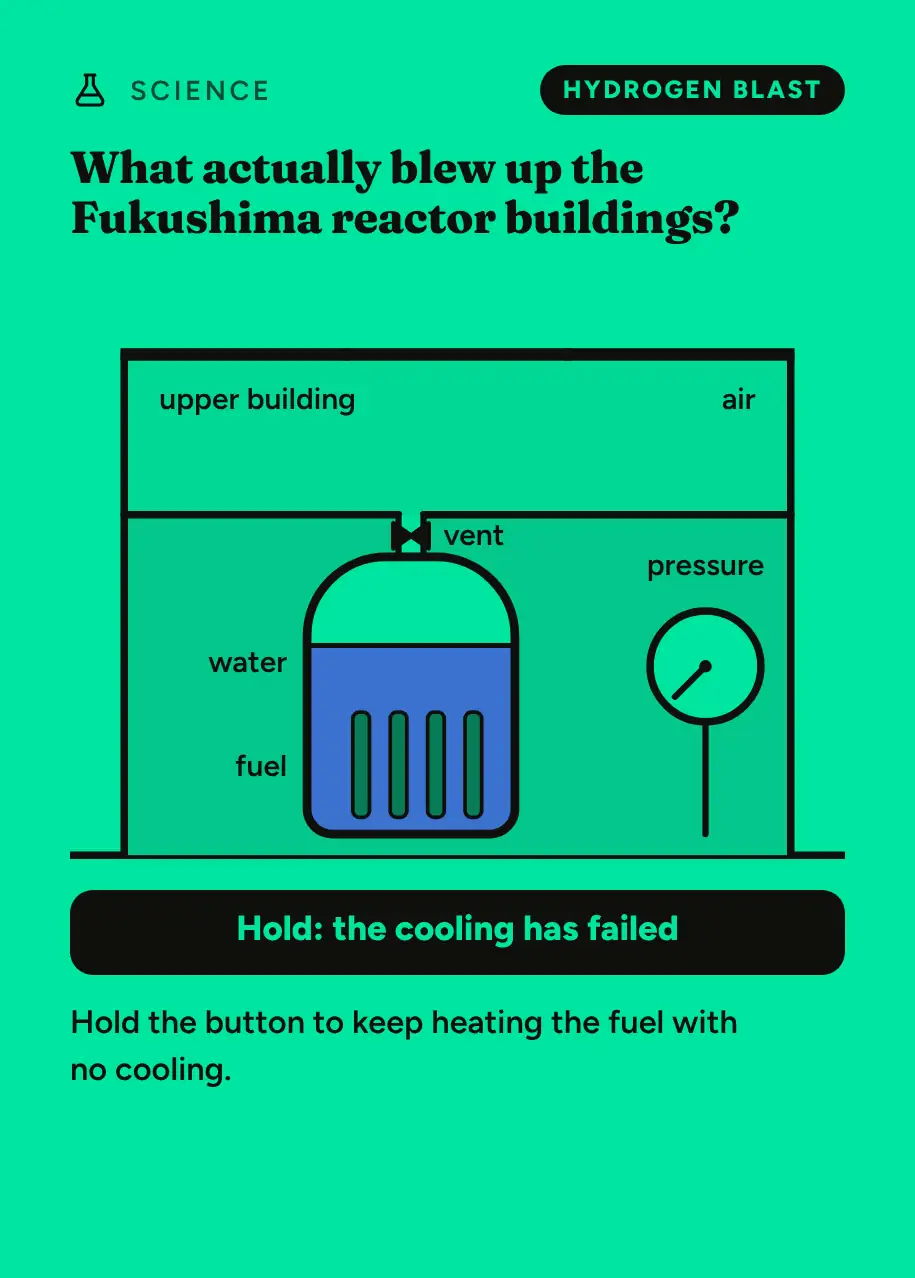 SCIENCE
HYDROGEN BLAST
What actually blew up the
Fukushima reactor buildings?
upper building
air
vent
pressure
water
fuel
Hold: the cooling has failed
Hold the button to keep heating the fuel with
no cooling.